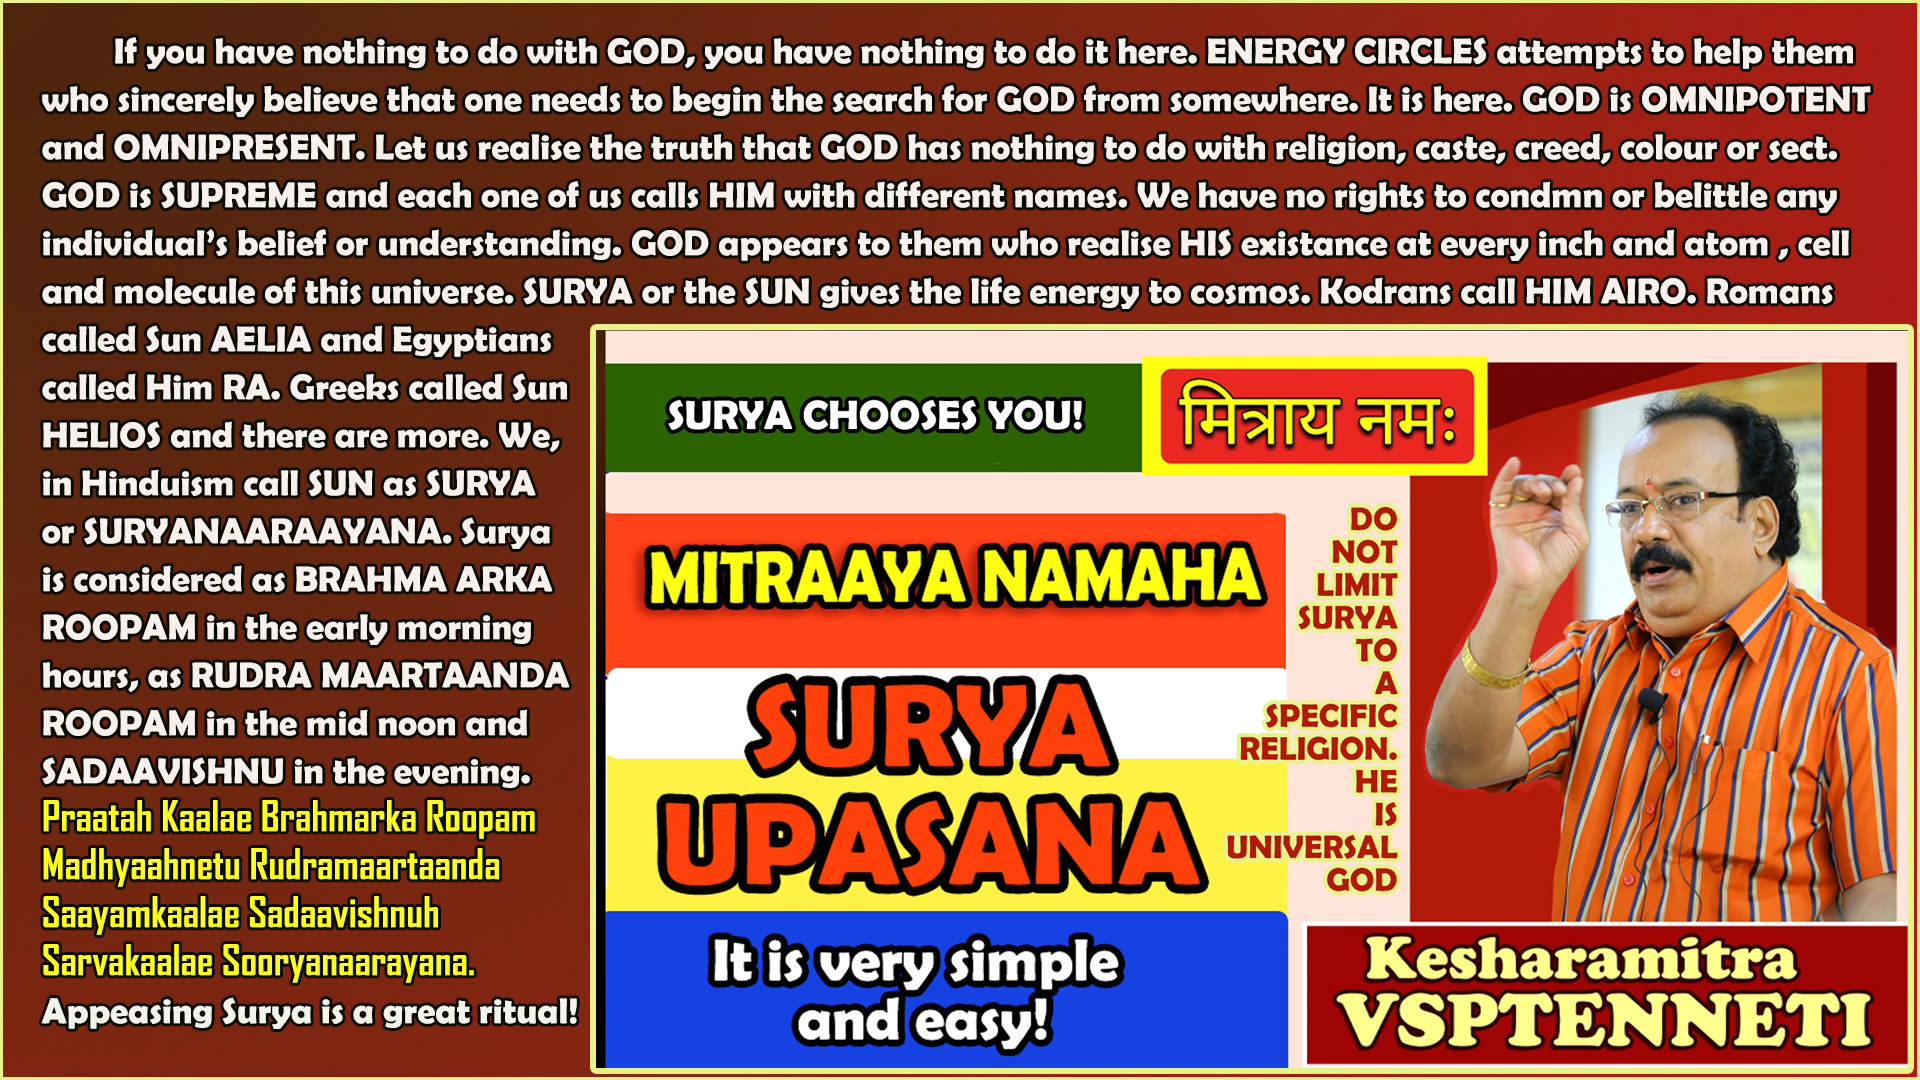 If you have nothing to do with GOD, you have nothing to do it here. ENERGY CIRCLES attempts to help them
who sincerely believe that one needs to begin the search for GOD from somewhere. It is here. GOD is OMNIPOTENT
and OMNIPRESENT. Let us realise the truth that GOD has nothing to do with religion, caste, creed, colour or sect.
GOD is SUPREME and each one of us calls HIM with different names. We have no rights to condmn or belittle any
individual's belief or understanding. GOD appears to them who realise HIS existance at every inch and atom , cell
and molecule of this universe. SURYA or the SUN gives the life energy to cosmos. Kodrans call HIM AIRO. Romans
called Sun AELIA and Egyptians
called Him RA. Greeks called Sun
HELIOS and there are more. We,
in Hinduism call SUN as SURYA
or SURYANAARAAYANA. Surya
is considered as BRAHMA ARKA
ROOPAM in the early morning
hours, as RUDRA MAARTAANDA
ROOPAM in the mid noon and
SADAAVISHNU in the evening.
Praatah Kaalae Brahmarka Roopam
Madhyaahnetu Rudramaartaanda
Saayamkaalae Sadaavishnuh
Sarvakaalae Sooryanaarayana.
Appeasing Surya is a great ritual!
SURYA CHOOSES YOU!
मित्राय नमः
MITRAAYA NAMAHA
SURYA
UPASANA
It is very simple
and easy!
DO
NOT
LIMIT
SURYA
TO
A
SPECIFIC
RELIGION.
HE
IS
UNIVERSAL
GOD
Kesharamitra
VSPTENNETI